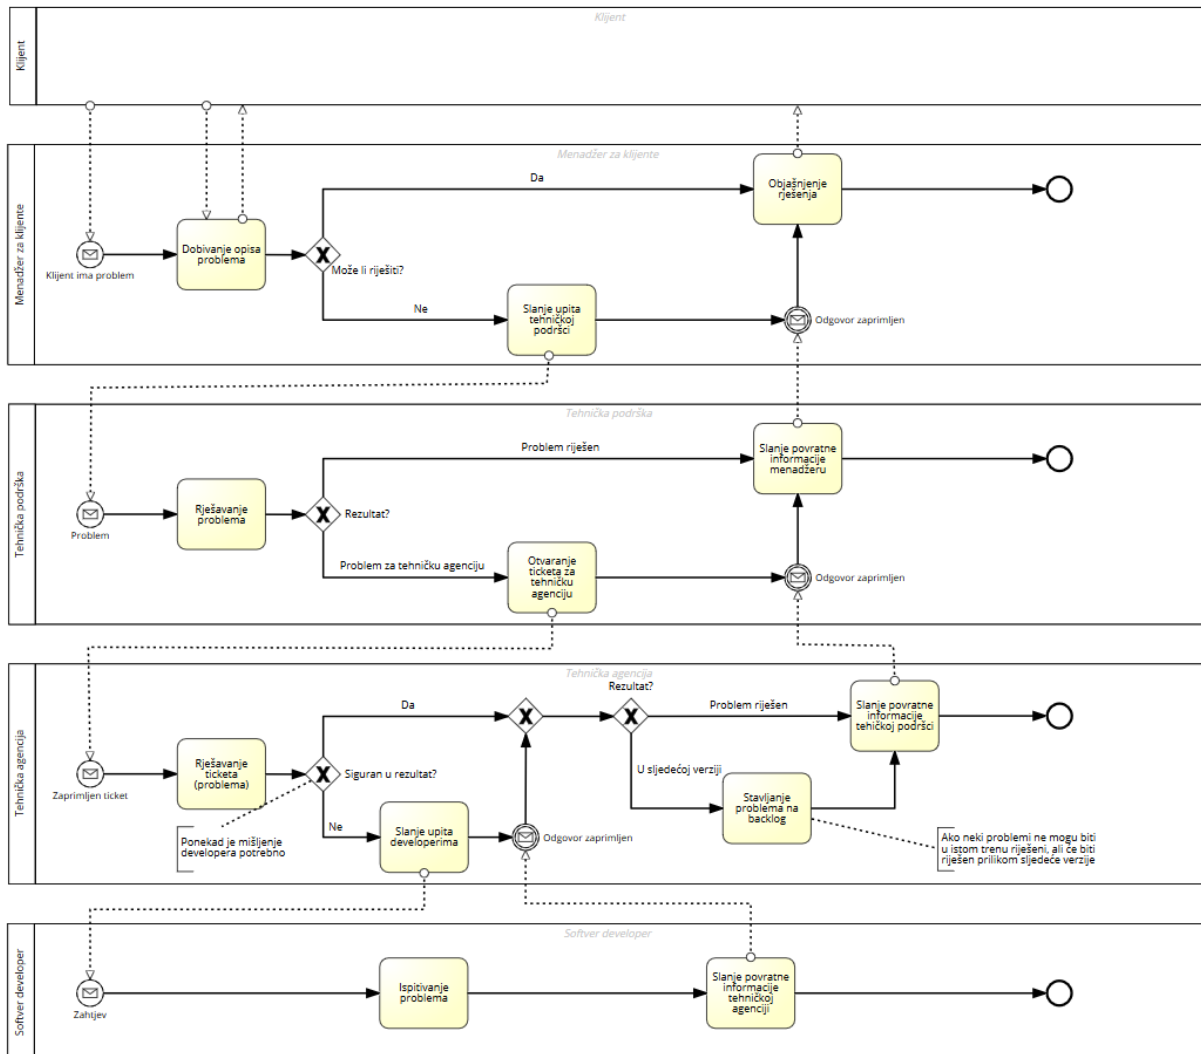 Klijent
Klijent
Menadžer za klijente
Menadžer za klijente
Da
Objašnjenje
rješenja
Dobivanje opisa
problema
Klijent ima problem
Može li riješiti?
Ne
Slanje upita
tehničkoj
podršci
Odgovor zaprimljen
Tehnička podrška
Tehnička podrška
Problem riješen
Slanje povratne
informacije
menadžeru
Rješavanje
problema
Problem
Rezultat?
Problem za tehničku agenciju
Otvaranje
ticketa za
tehničku
agenciju
Odgovor zaprimljen
Tehnička agencija
Tehnička agencija
Rezultat?
Da
Problem riješen
Slanje povratne
informacije
tehičkoj podršci
Rješavanje
ticketa
(problema)
Zaprimljen ticket
Siguran u rezultat?
U sljedećoj verziji
Stavljanje
problema na
backlog
Ne
Slanje upita
developerima
Odgovor zaprimljen
Ponekad je mišljenje
developera potrebno
Ako neki problemi ne mogu biti
u istom trenu riješeni, ali će biti
riješen prilikom sljedeće verzije
Softver developer
Softver developer
Zahtjev
Ispitivanje
problema
Slanje povratne
informacije
tehničkoj
agenciji